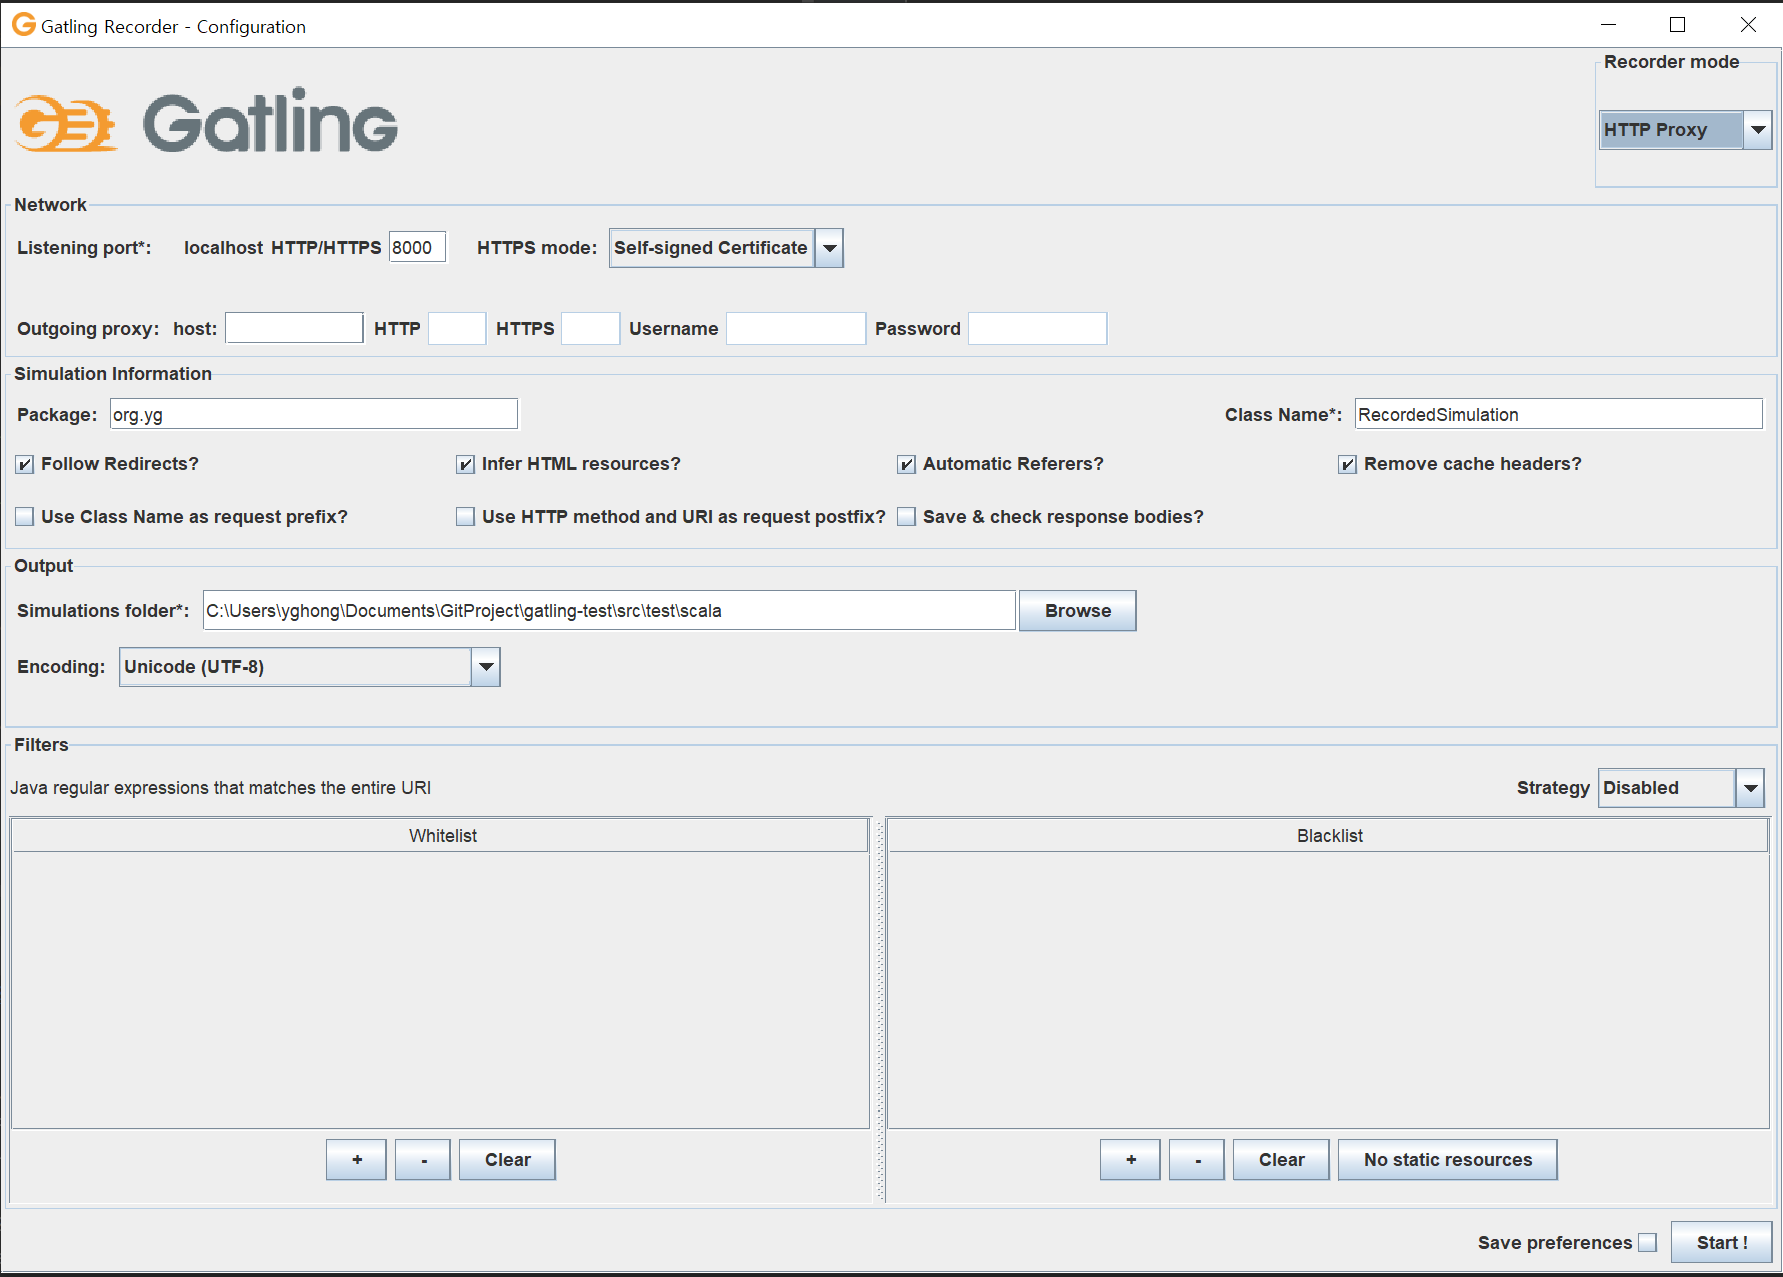 Gatling Recorder - Configuration
Gatling
Recorder mode
HTTP Proxy
Network
Listening port*: localhost HTTP/HTTPS 8000 HTTPS mode: Self-signed Certificate
Outgoing proxy: host: HTTP HTTPS Username Password
Simulation Information
Package: org.yg Class Name*: RecordedSimulation
Follow Redirects? Infer HTML resources? Automatic Referers? Remove cache headers?
Use Class Name as request prefix? Use HTTP method and URI as request postfix? Save & check response bodies?
Output
Simulations folder*: C:\Users\yghong\Documents\GitProject\gatling-test\src\test\scala Browse
Encoding: Unicode (UTF-8)
Filters
Java regular expressions that matches the entire URI Strategy Disabled
Whitelist Blacklist
+ - Clear + - Clear No static resources
Save preferences Start !